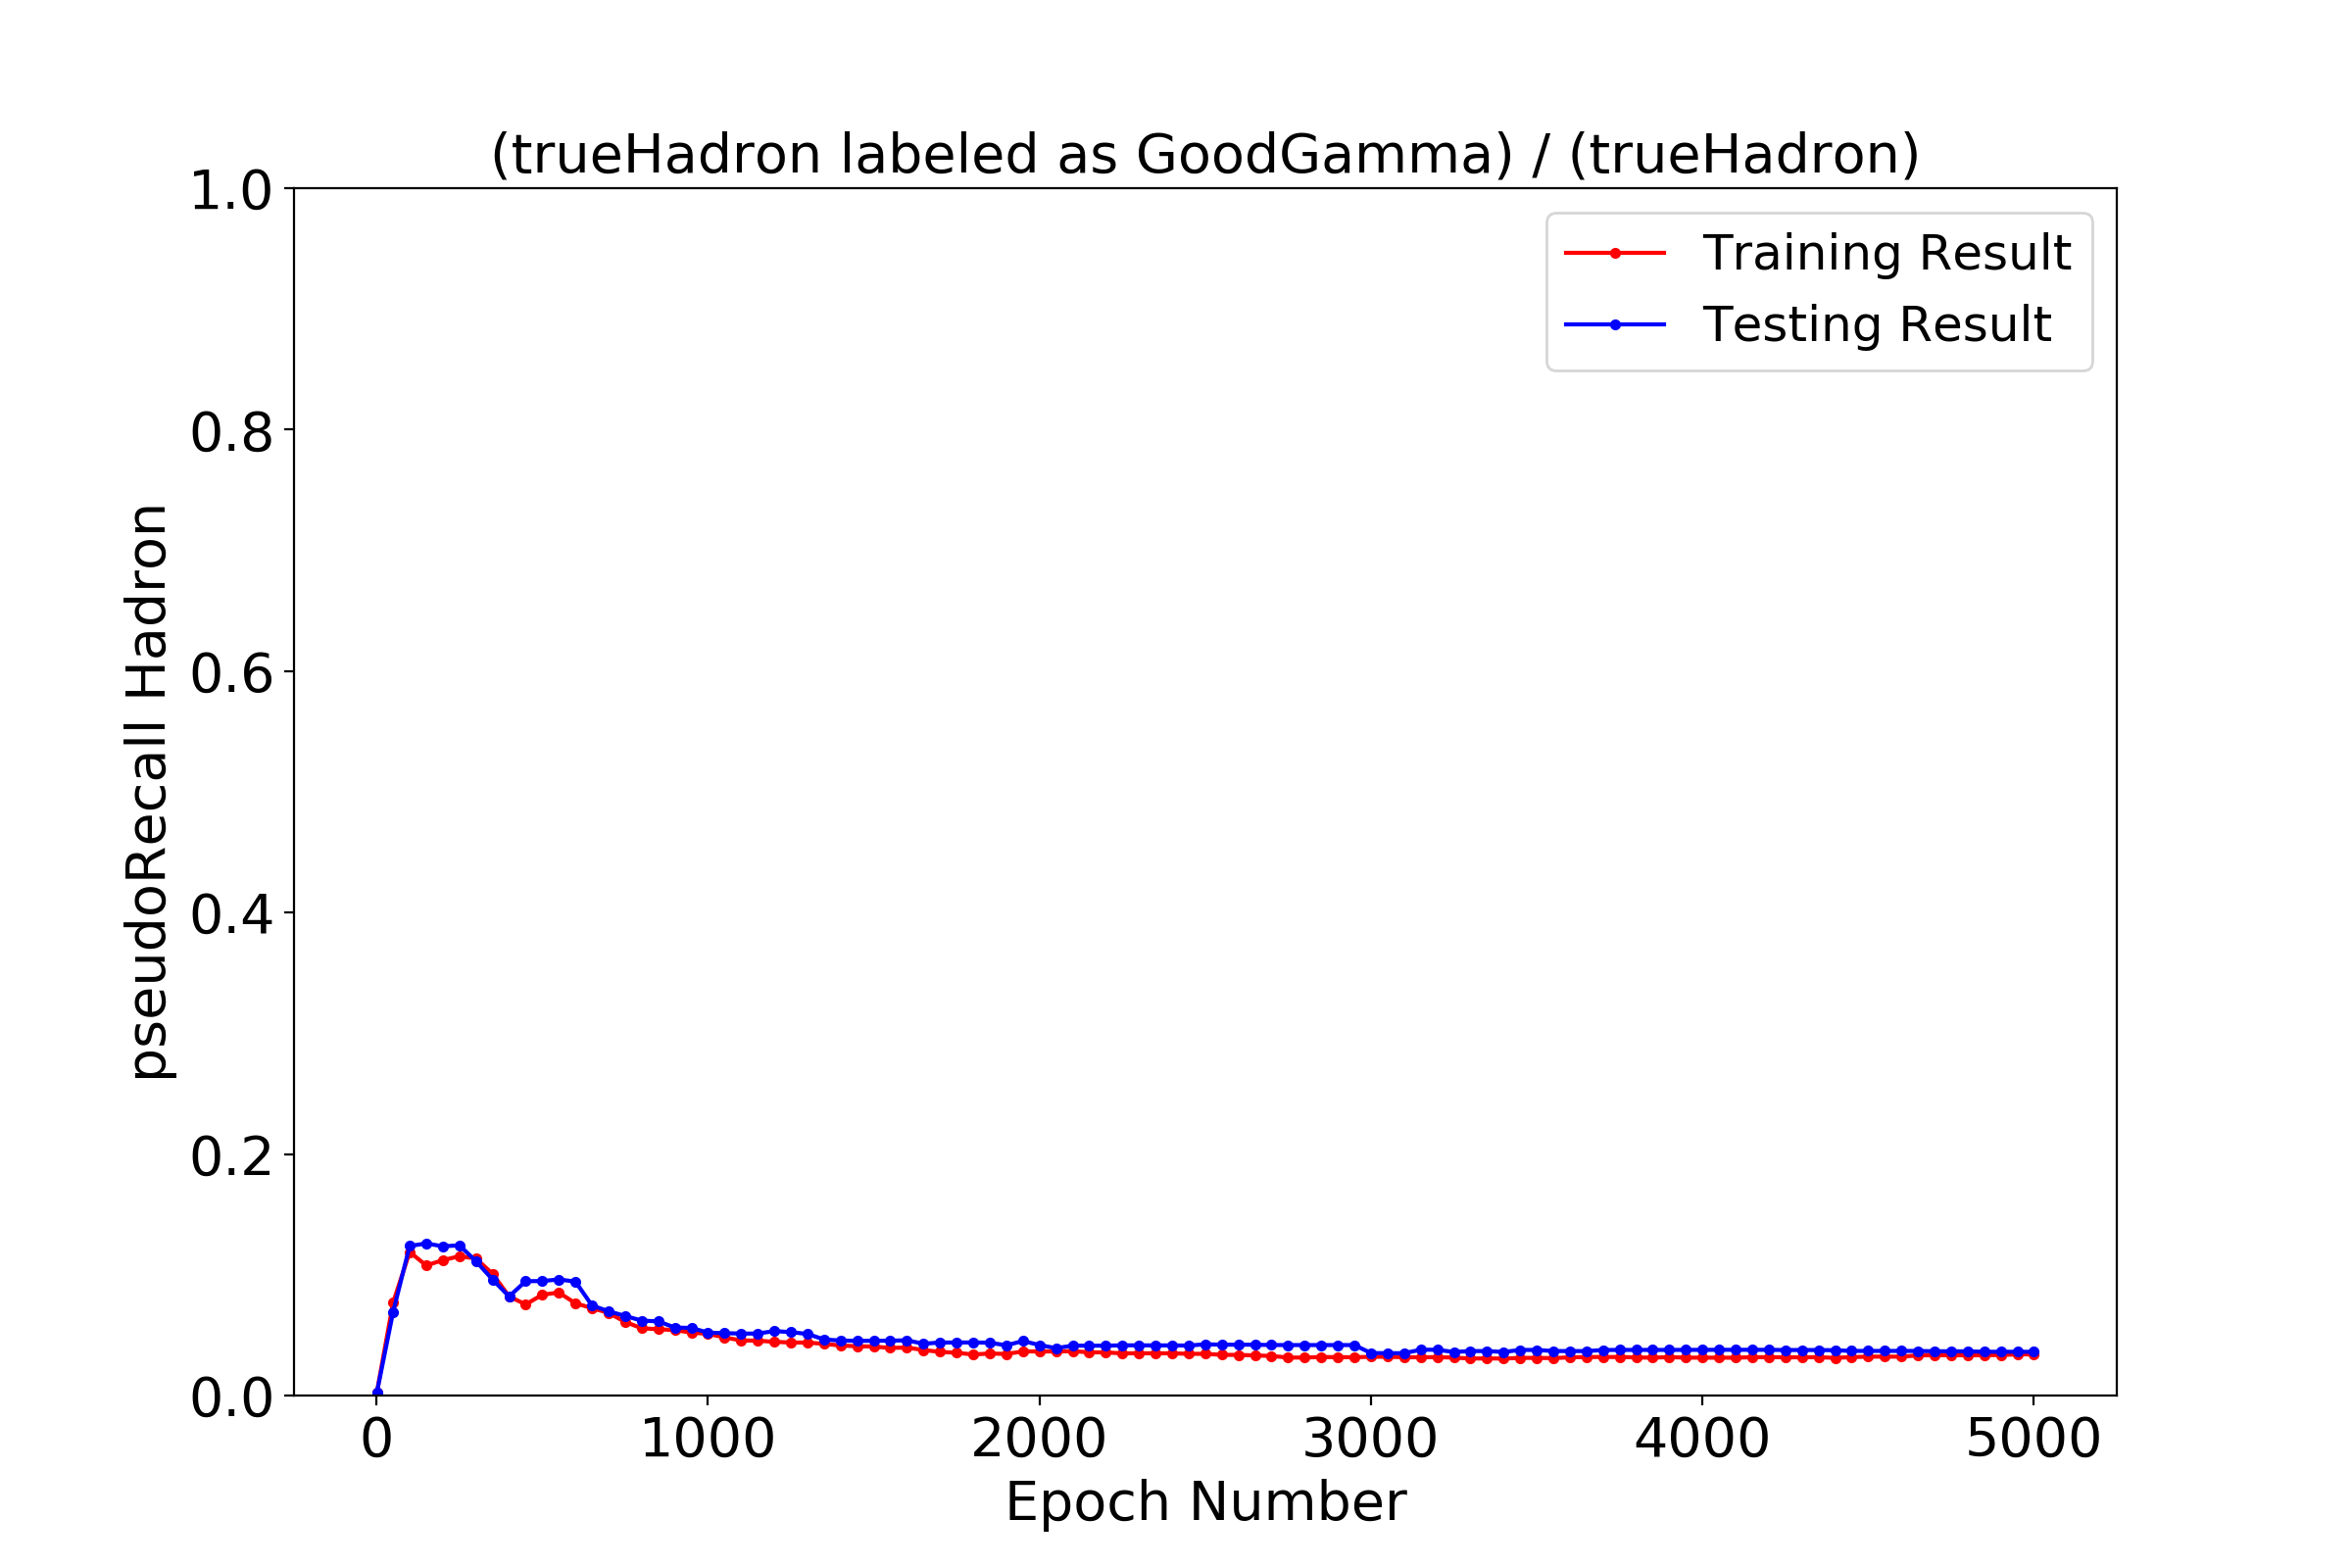 (trueHadron labeled as GoodGamma) / (trueHadron)
1.0
0.8
0.6
0.4
0.2
0.0
pseudoRecall Hadron
Training Result
Testing Result
0 1000 2000 3000 4000 5000
Epoch Number